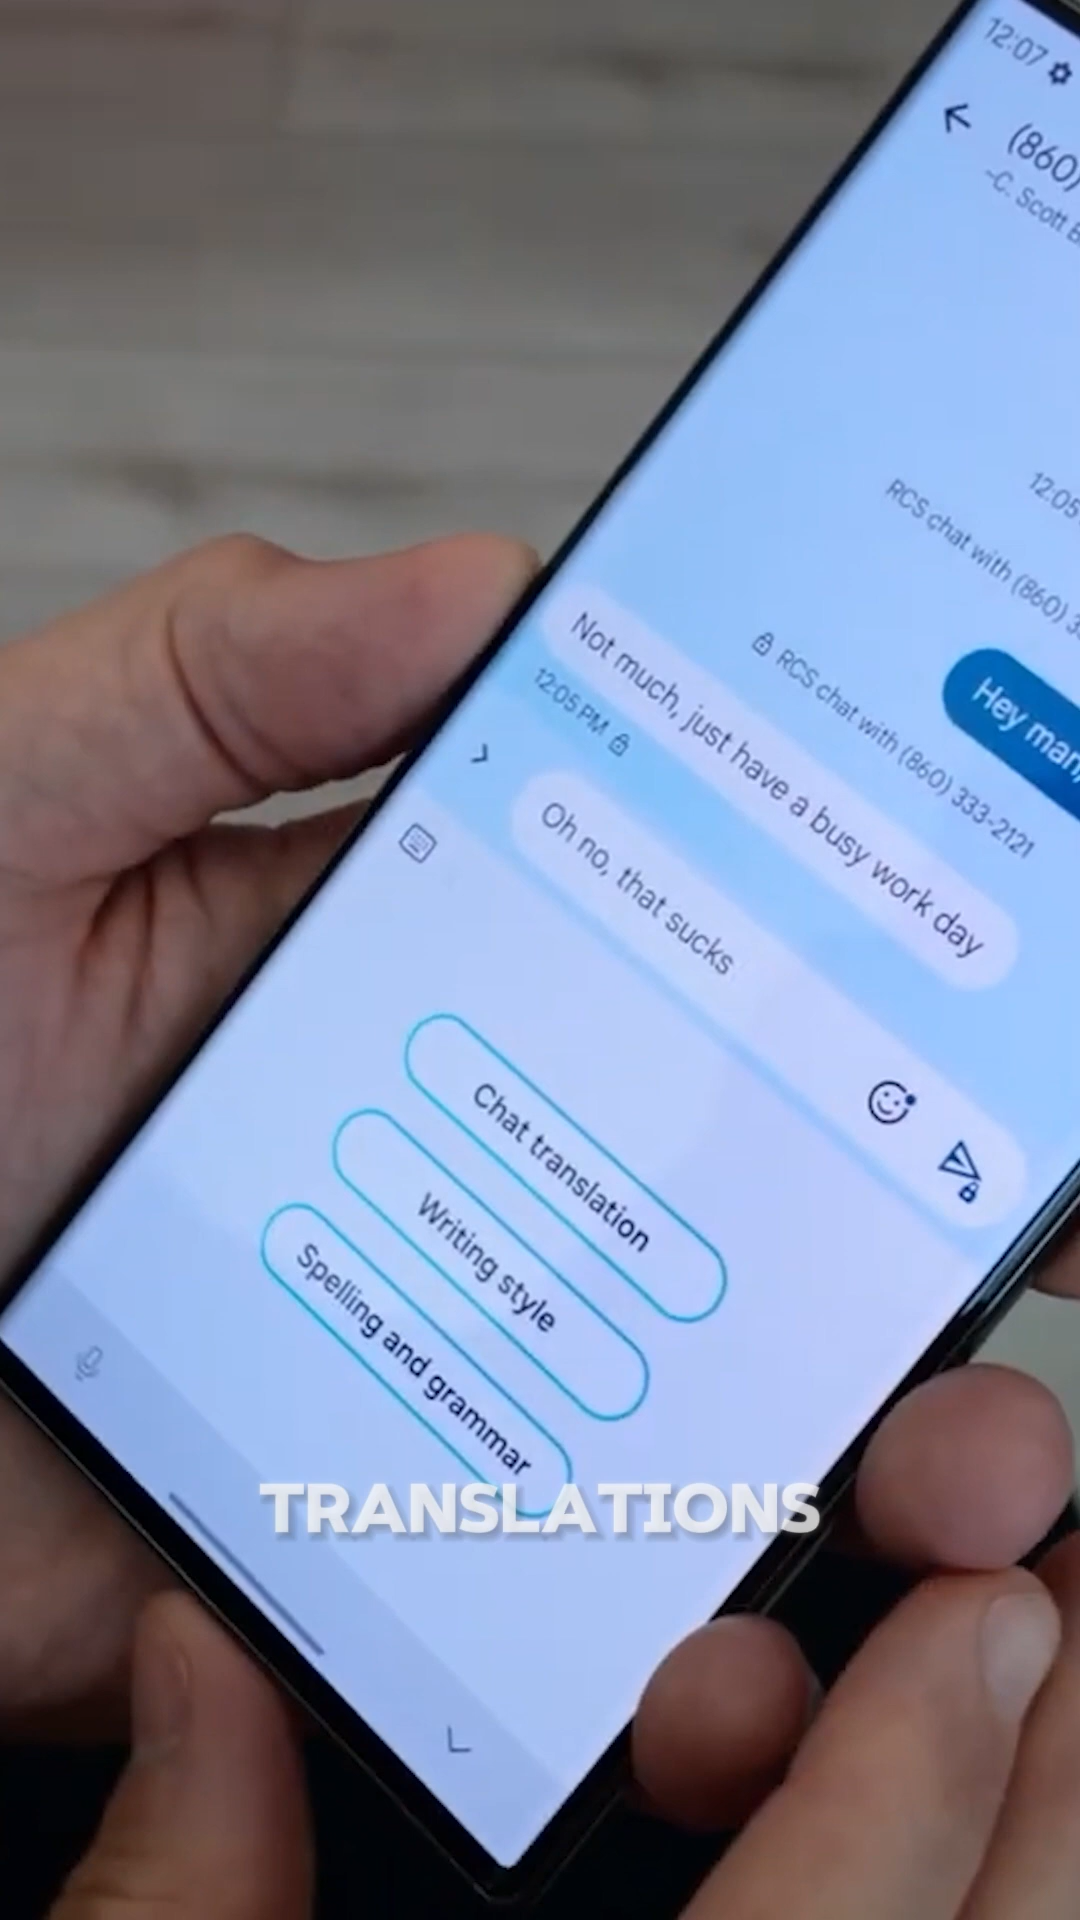 12:07
(860)
~C. Scott B
12:05
RCS chat with (860) 3
Hey man,
RCS chat with (860) 333-2121
Not much, just have a busy work day
12:05 PM
Oh no, that sucks
Chat translation
Writing style
Spelling and grammar
TRANSLATIONS